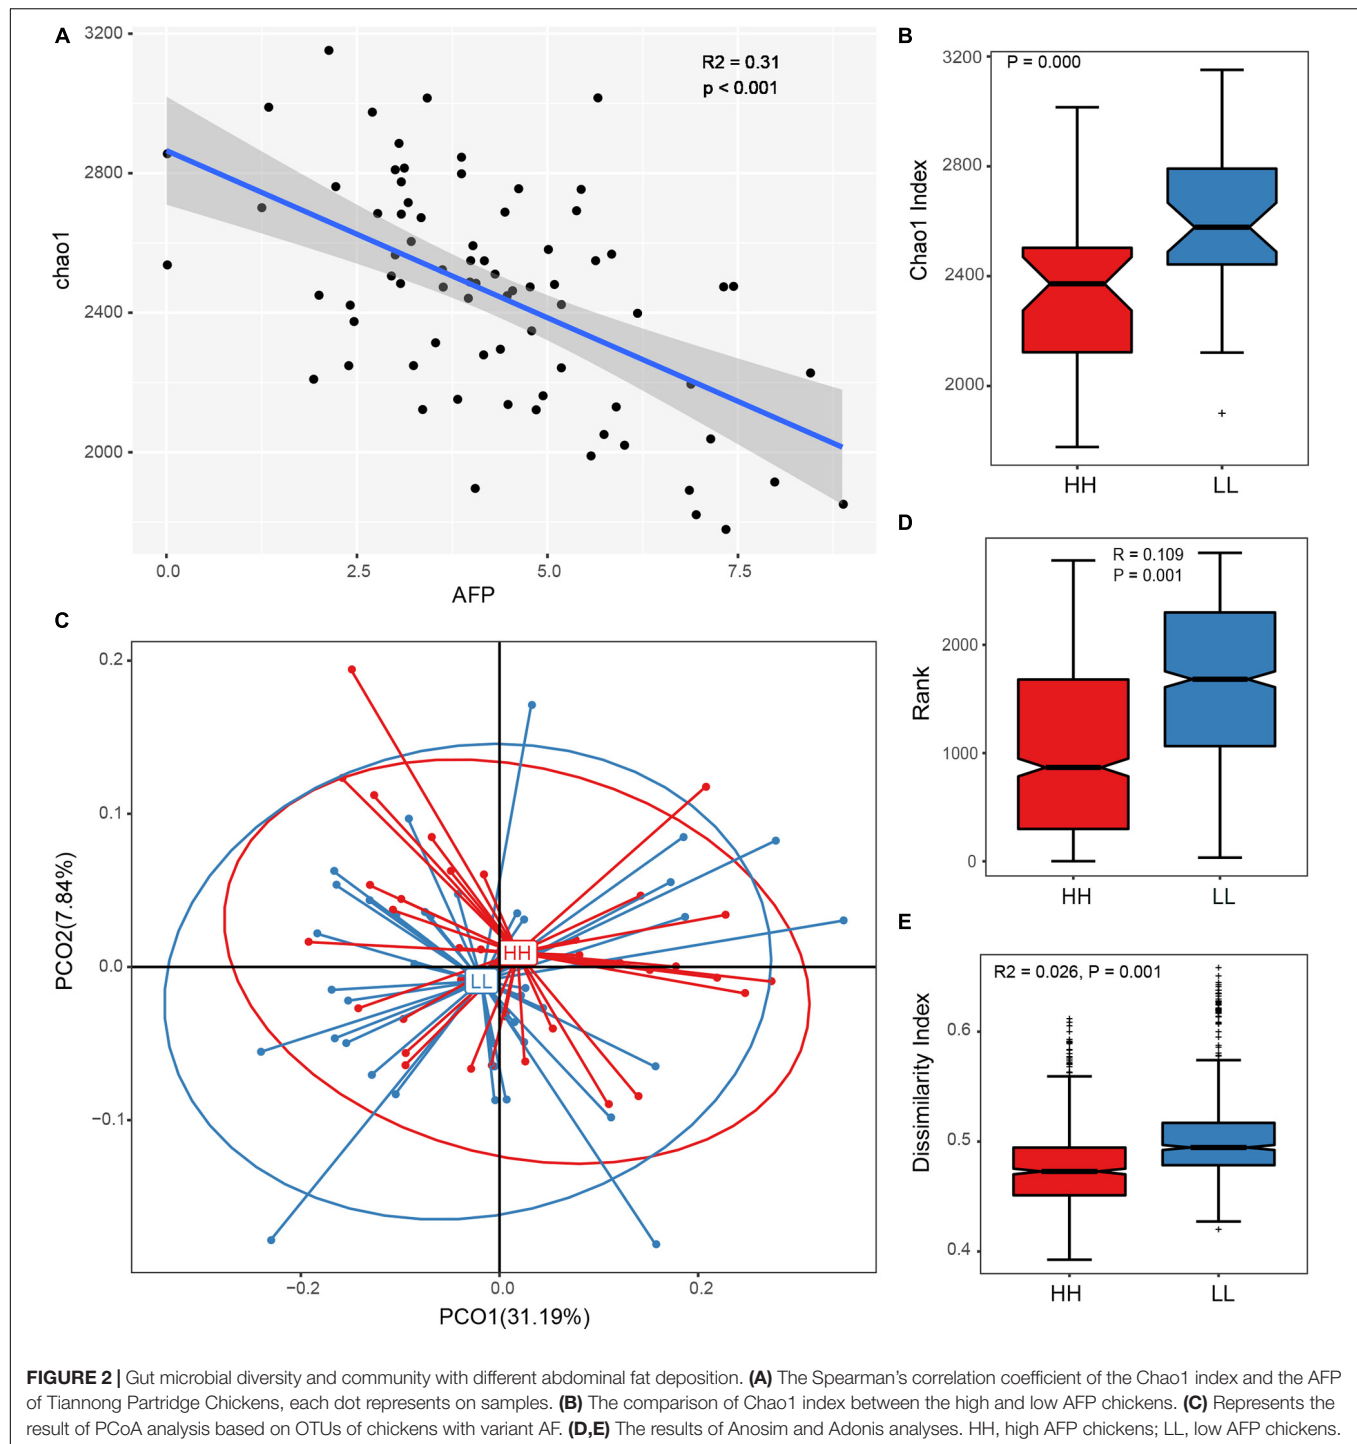 A
3200
2800
2400
2000
chao1
R2 = 0.31
p < 0.001
0.0 2.5 5.0 7.5
AFP
B
3200
2800
2400
2000
Chao1 Index
P = 0.000
HH LL
C
0.2
0.1
0.0
−0.1
PCO2(7.84%)
HH
LL
−0.2 0.0 0.2
PCO1(31.19%)
D
2000
1000
0
Rank
R = 0.109
P = 0.001
HH LL
E
0.6
0.5
0.4
Dissimilarity Index
R2 = 0.026, P = 0.001
HH LL
FIGURE 2 | Gut microbial diversity and community with different abdominal fat deposition. (A) The Spearman's correlation coefficient of the Chao1 index and the AFP
of Tiannong Partridge Chickens, each dot represents on samples. (B) The comparison of Chao1 index between the high and low AFP chickens. (C) Represents the
result of PCoA analysis based on OTUs of chickens with variant AF. (D,E) The results of Anosim and Adonis analyses. HH, high AFP chickens; LL, low AFP chickens.